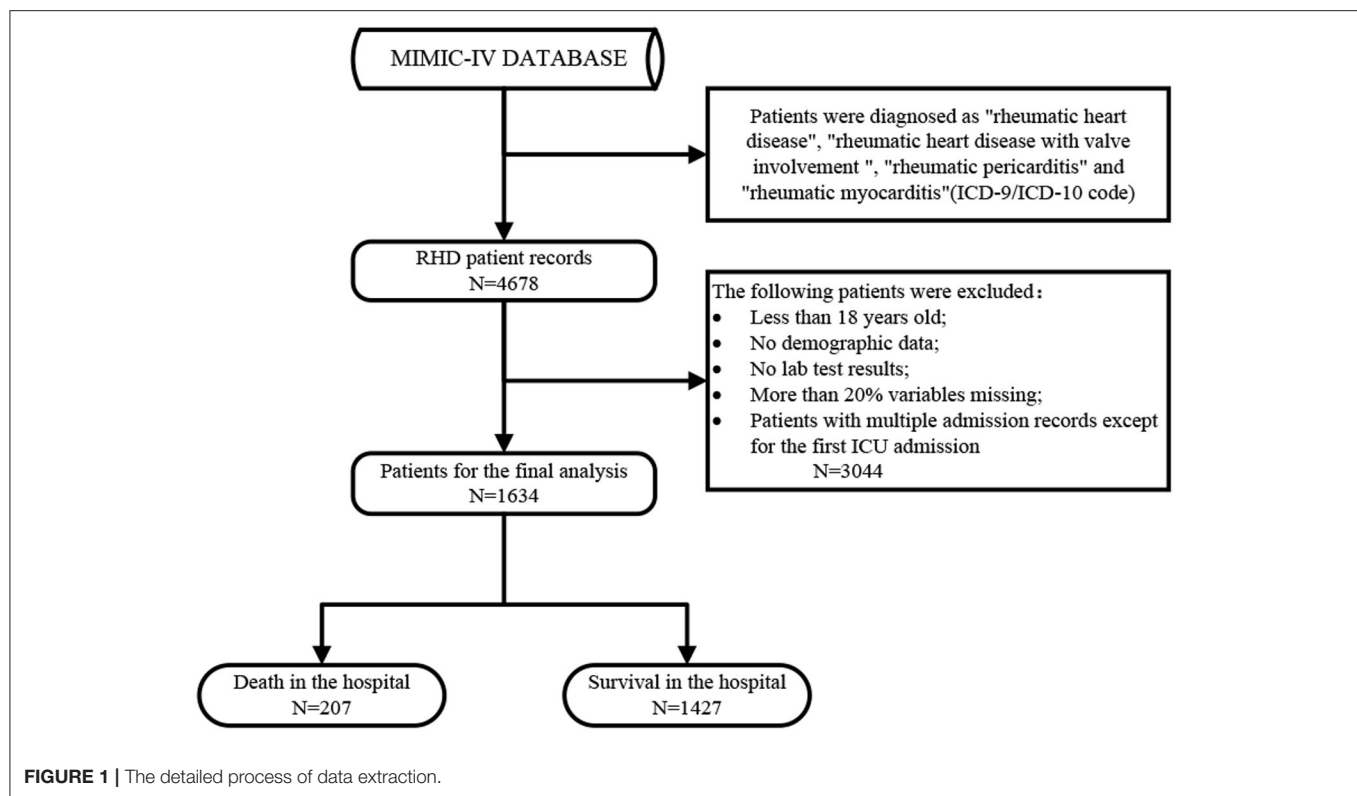 MIMIC-IV DATABASE
Patients were diagnosed as "rheumatic heart
disease", "rheumatic heart disease with valve
involvement ", "rheumatic pericarditis" and
"rheumatic myocarditis"(ICD-9/ICD-10 code)
RHD patient records
N=4678
The following patients were excluded：
• Less than 18 years old;
• No demographic data;
• No lab test results;
• More than 20% variables missing;
• Patients with multiple admission records except
for the first ICU admission
N=3044
Patients for the final analysis
N=1634
Death in the hospital
N=207
Survival in the hospital
N=1427
FIGURE 1 | The detailed process of data extraction.